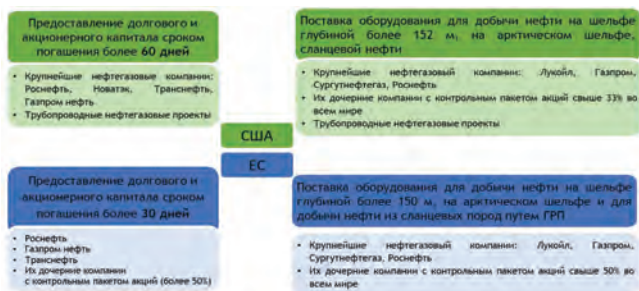 Предоставление долгового и
акционерного капитала сроком
погашения более 60 дней
• Крупнейшие нефтегазовые компании:
Роснефть, Новатэк, Транснефть,
Газпром нефть
• Трубопроводные нефтегазовые проекты
Поставка оборудования для добычи нефти на шельфе
глубиной более 152 м, на арктическом шельфе,
сланцевой нефти
• Крупнейшие нефтегазовый компании: Лукойл, Газпром,
Сургутнефтегаз, Роснефть
• Их дочерние компании с контрольным пакетом акций свыше 33% во
всем мире
• Трубопроводные нефтегазовые проекты
США
ЕС
Предоставление долгового и
акционерного капитала сроком
погашения более 30 дней
• Роснефть
• Газпром нефть
• Транснефть
• Их дочерние компании
с контрольным пакетом акций (более 50%)
Поставка оборудования для добычи нефти на шельфе
глубиной более 150 м, на арктическом шельфе и для
добычи нефти из сланцевых пород путем ГРП
• Крупнейшие нефтегазовый компании: Лукойл, Газпром,
Сургутнефтегаз, Роснефть
• Их дочерние компании с контрольным пакетом акций свыше 50% во
всем мире